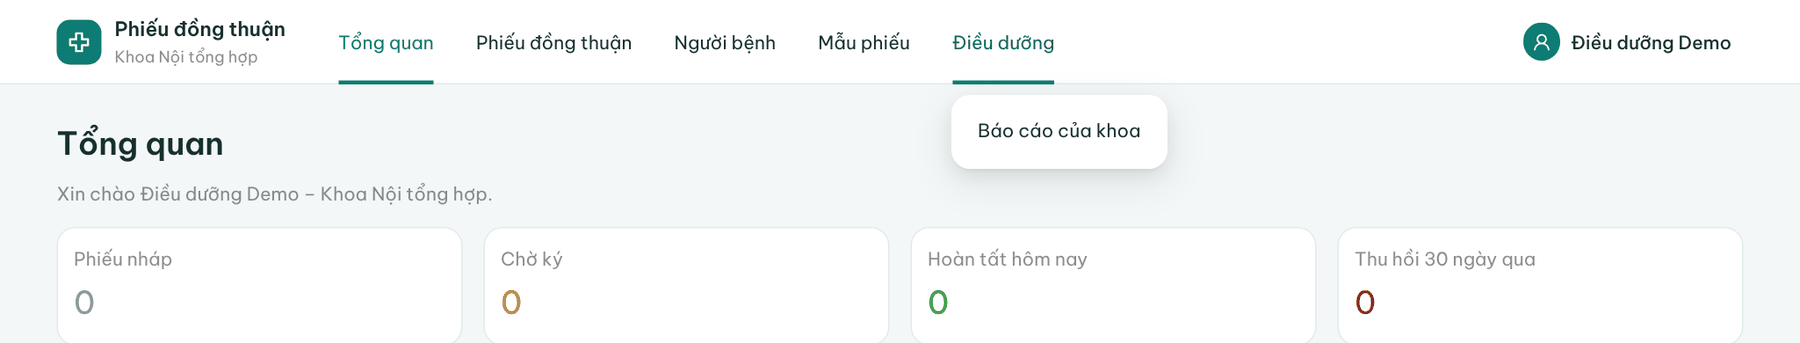 Phiếu đồng thuận
Khoa Nội tổng hợp
Tổng quan
Phiếu đồng thuận
Người bệnh
Mẫu phiếu
Điều dưỡng
Điều dưỡng Demo
Báo cáo của khoa
Tổng quan
Xin chào Điều dưỡng Demo – Khoa Nội tổng hợp.
Phiếu nháp
0
Chờ ký
0
Hoàn tất hôm nay
0
Thu hồi 30 ngày qua
0